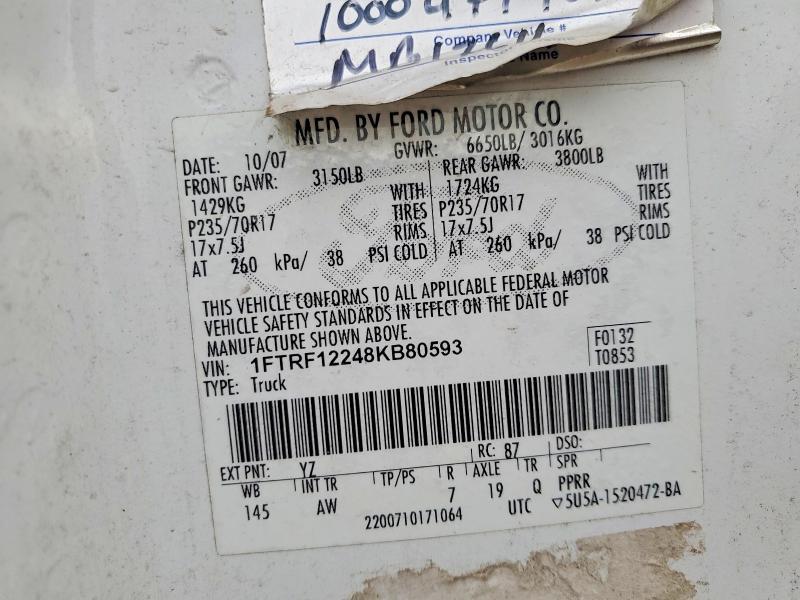 Company Vehicle #
Inspector Name
MFD. BY FORD MOTOR CO.
DATE: 10/07 GVWR: 6650LB/ 3016KG
FRONT GAWR: 3150LB REAR GAWR: 3800LB
1429KG WITH 1724KG WITH
P235/70R17 TIRES P235/70R17 TIRES
17x7.5J RIMS 17x7.5J RIMS
AT 260 kPa/ 38 PSI COLD AT 260 kPa/ 38 PSI COLD
Ford
THIS VEHICLE CONFORMS TO ALL APPLICABLE FEDERAL MOTOR
VEHICLE SAFETY STANDARDS IN EFFECT ON THE DATE OF
MANUFACTURE SHOWN ABOVE.
VIN: 1FTRF12248KB80593 F0132
TYPE: Truck T0853
EXT PNT: YZ RC: 87 DSO:
WB INT TR TP/PS R AXLE TR SPR
145 AW 7 19 Q PPRR
2200710171064 UTC ▽5U5A-1520472-BA